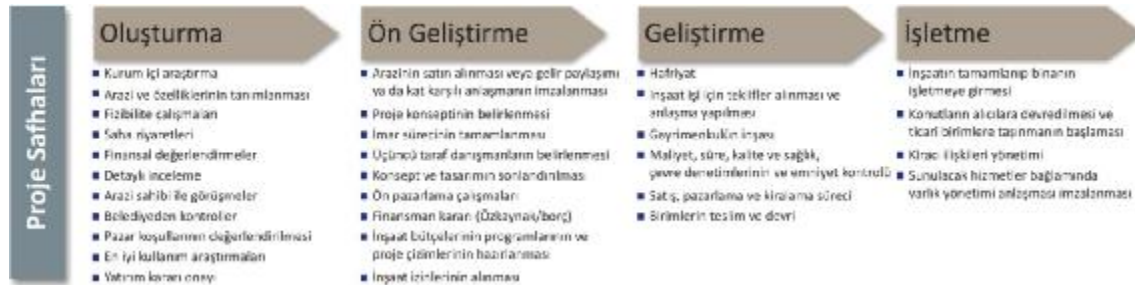 Proje Safhaları
Oluşturma
Kurum içi araştırma
Arazi ve özelliklerinin tanımlanması
Fizibilite çalışmaları
Saha ziyaretleri
Finansal değerlendirmeler
Detaylı inceleme
Arazi sahibi ile görüşmeler
Belediyeden kontroller
Pazar koşullarının değerlendirilmesi
En iyi kullanım araştırmaları
Yatırım kararı onayı
Ön Geliştirme
Arazinin satın alınması veya gelir paylaşımı
ya da kat karşılı anlaşmanın imzalanması
Proje konseptinin belirlenmesi
İmar sürecinin tamamlanması
Üçüncü taraf danışmanların belirlenmesi
Konsept ve tasarımın sonlandırılması
Ön pazarlama çalışmaları
Finansman kararı (Özkaynak/borç)
İnşaat bütçelerinin programlarının ve
proje çizimlerinin hazırlanması
İnşaat izinlerinin alınması
Geliştirme
Hafriyat
İnşaat işi için teklifler alınması ve
anlaşma yapılması
Gayrimenkulün inşası
Maliyet, süre, kalite ve sağlık,
çevre denetimlerinin ve emniyet kontrolü
Satış, pazarlama ve kiralama süreci
Birimlerin teslim ve devri
İşletme
İnşaatın tamamlanıp binanın
işletmeye girmesi
Konutların alıcılara devredilmesi ve
ticari birimlere taşınmanın başlaması
Kiracı ilişkileri yönetimi
Sunulacak hizmetler bağlamında
varlık yönetimi anlaşması imzalanması